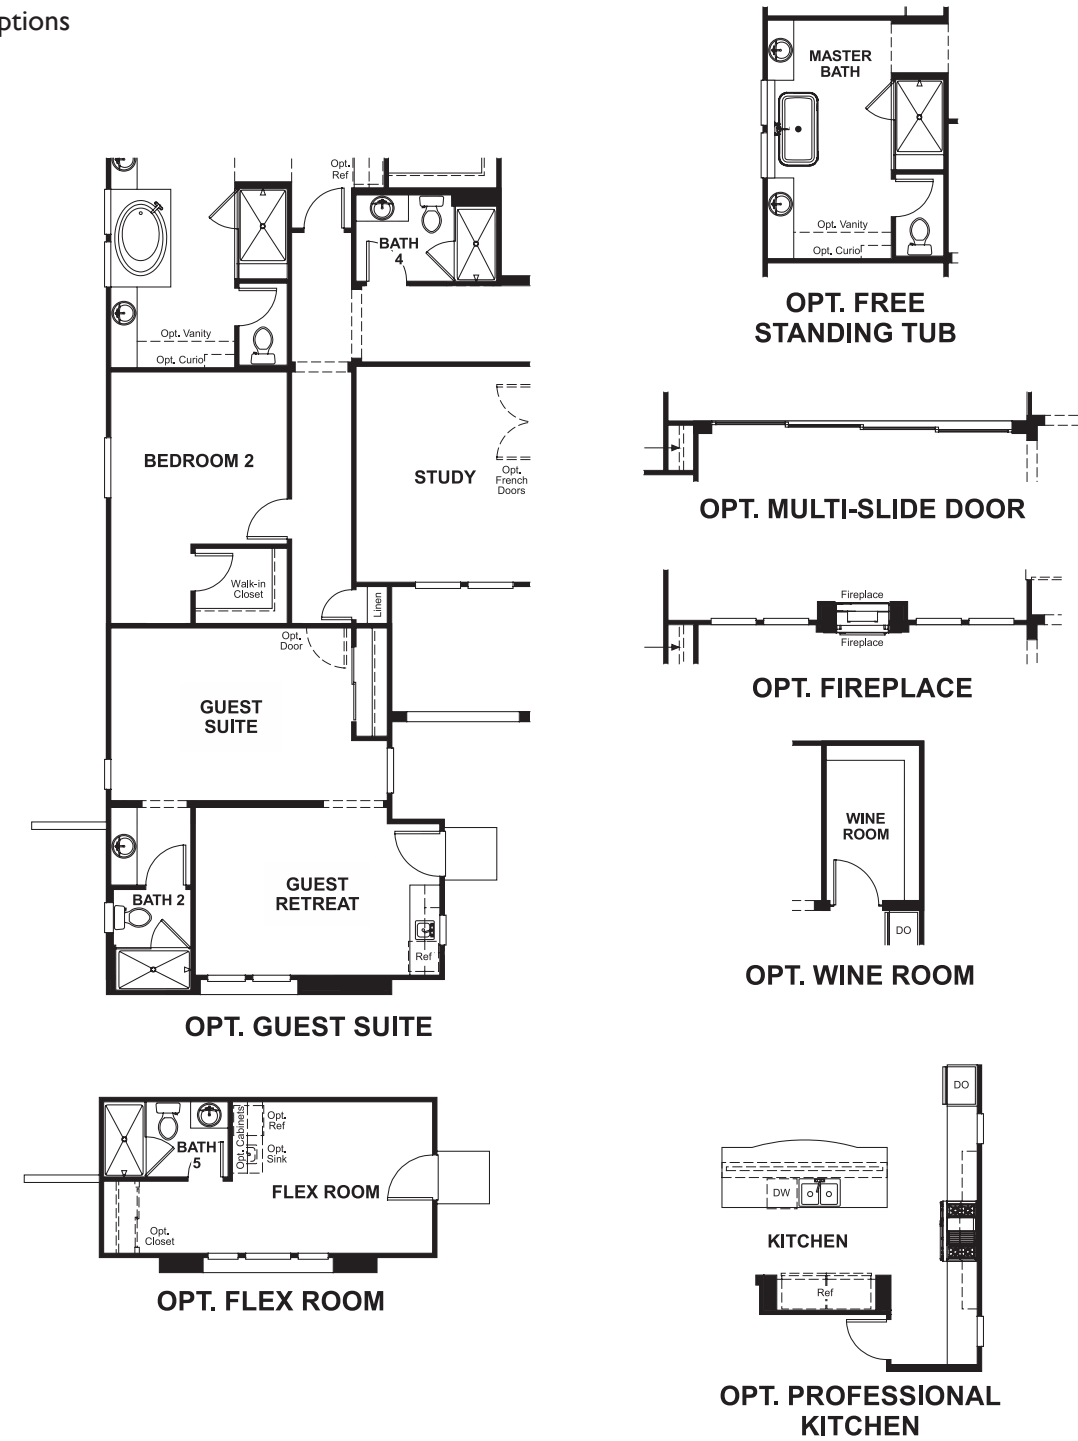 ptions
Opt.
Ref
BATH
4
Opt. Vanity
Opt. Curio
BEDROOM 2
STUDY
Opt.
French
Doors
Walk-in
Closet
Linen
Opt.
Door
GUEST
SUITE
GUEST
RETREAT
BATH 2
Ref
OPT. GUEST SUITE
Opt. Cabinets
Opt.
Ref
Opt.
Sink
BATH
5
FLEX ROOM
Opt.
Closet
OPT. FLEX ROOM
MASTER
BATH
Opt. Vanity
Opt. Curio
OPT. FREE
STANDING TUB
OPT. MULTI-SLIDE DOOR
Fireplace
Fireplace
OPT. FIREPLACE
WINE
ROOM
DO
OPT. WINE ROOM
DO
DW
KITCHEN
Ref
OPT. PROFESSIONAL
KITCHEN